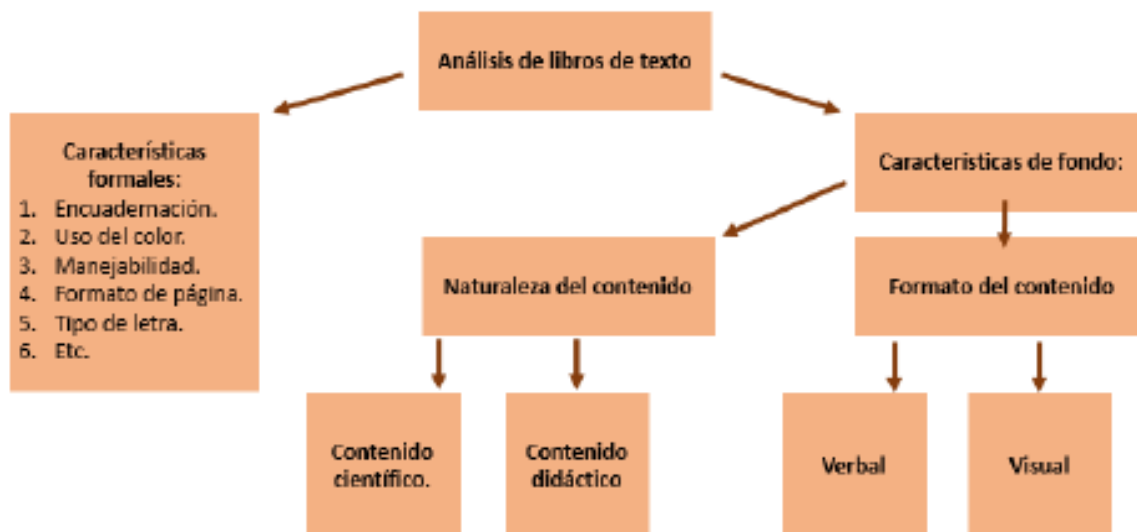 Análisis de libros de texto
Características
formales:
1. Encuadernación.
2. Uso del color.
3. Manejabilidad.
4. Formato de página.
5. Tipo de letra.
6. Etc.
Características de fondo:
Naturaleza del contenido
Formato del contenido
Contenido
científico.
Contenido
didáctico
Verbal
Visual